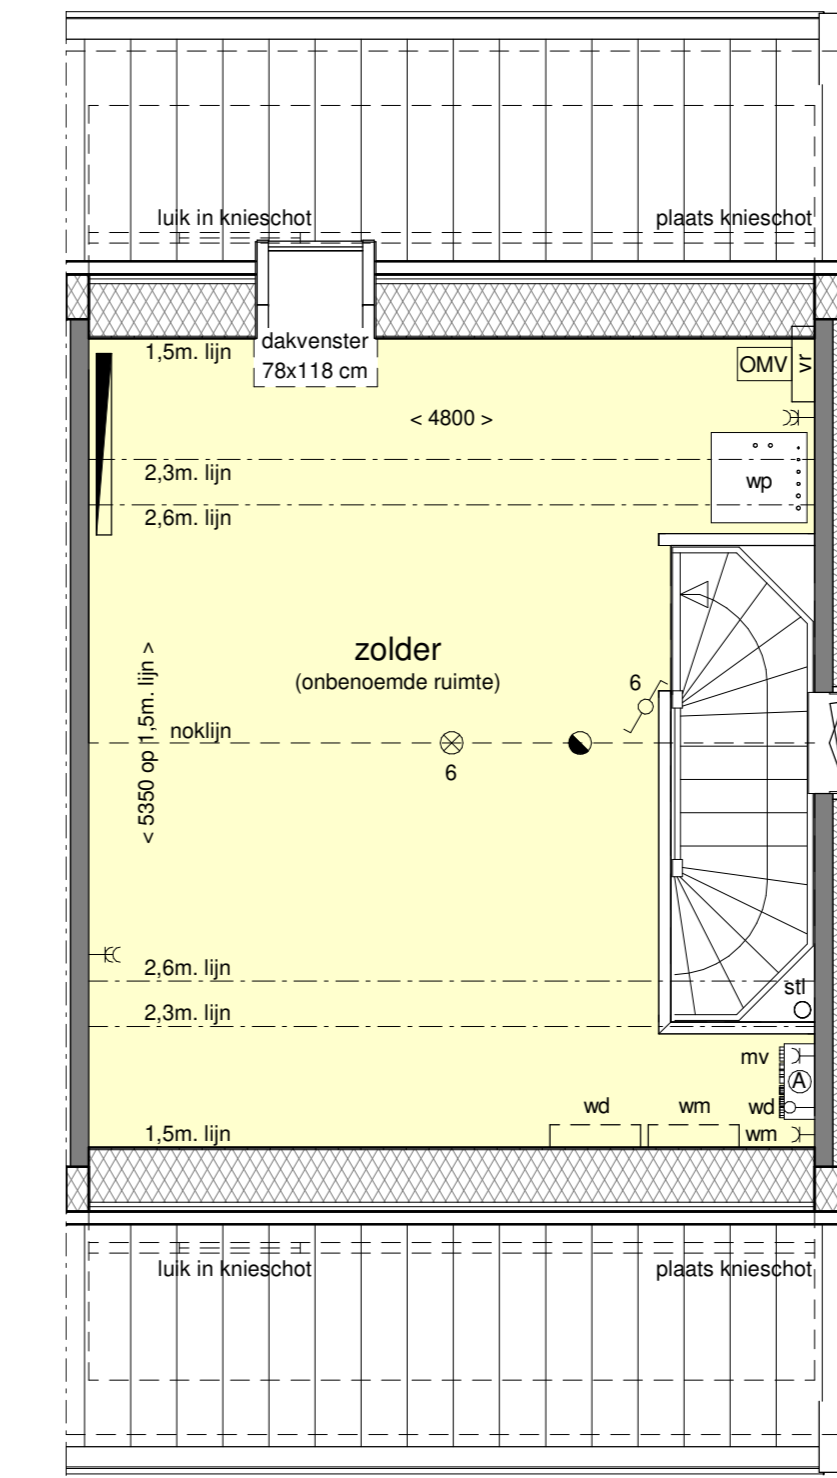 luik in knieschot
plaats knieschot
dakvenster
78x118 cm
1,5m. lijn
OMV
vr
< 4800 >
2,3m. lijn
wp
2,6m. lijn
zolder
(onbenoemde ruimte)
6
< 5350 op 1,5m. lijn >
noklijn
6
2,6m. lijn
stl
2,3m. lijn
mv
A
wd
wm
wd
1,5m. lijn
wm
luik in knieschot
plaats knieschot